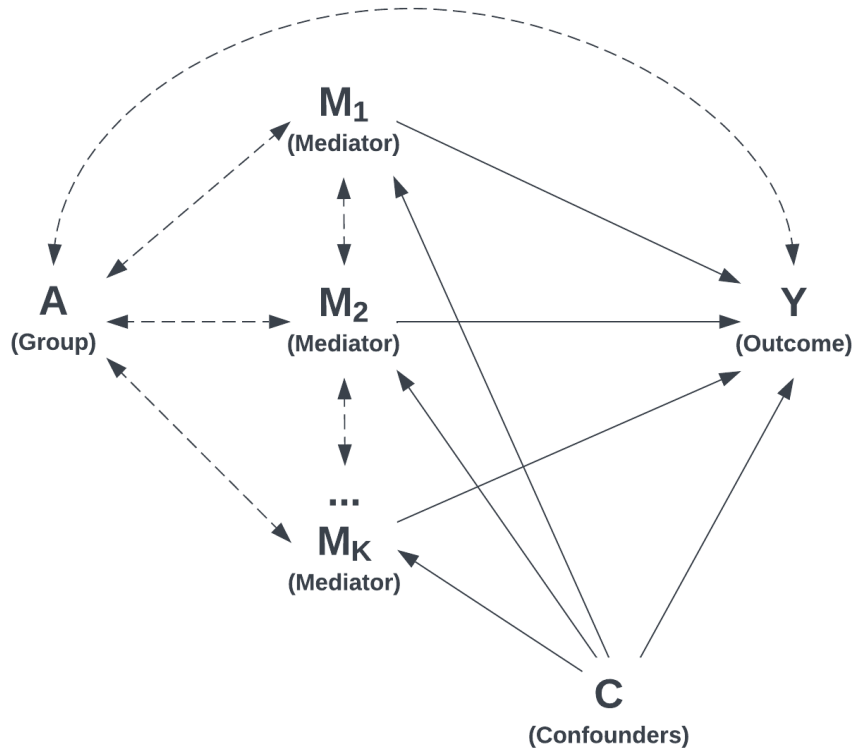 M₁
(Mediator)
A
(Group)
M₂
(Mediator)
Y
(Outcome)
...
Mₖ
(Mediator)
C
(Confounders)